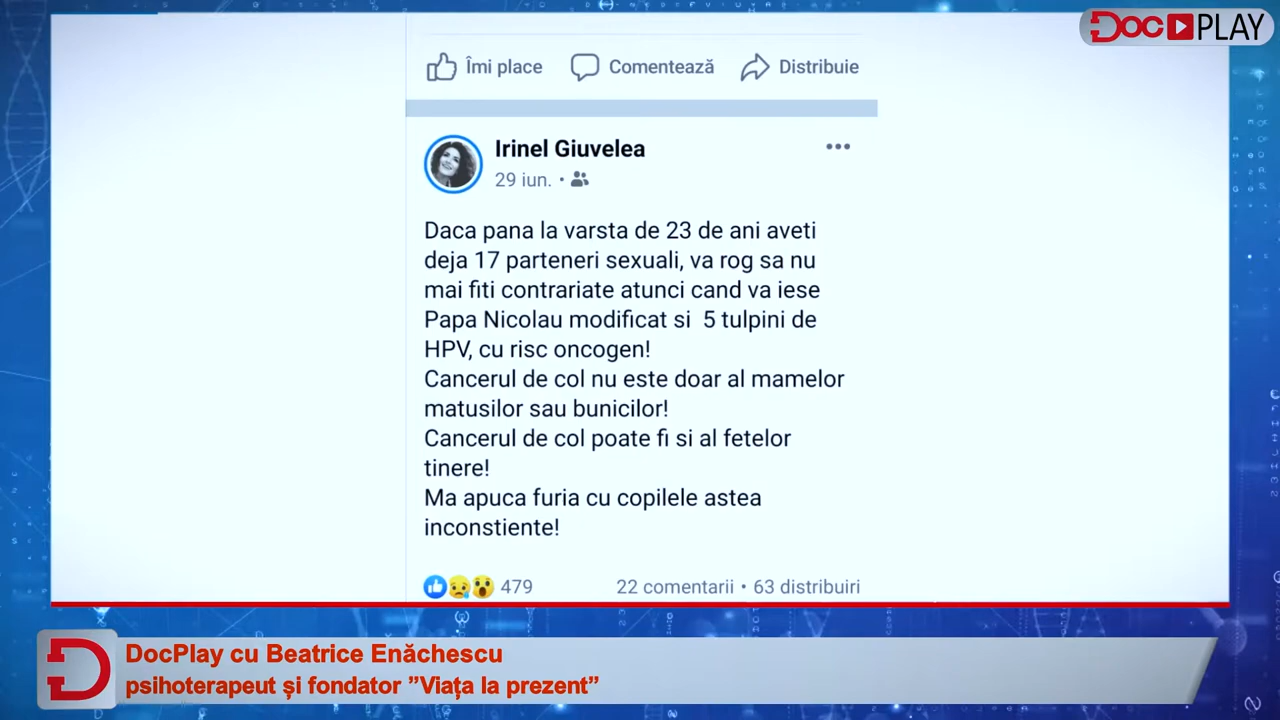 DOC PLAY
Îmi place Comentează Distribuie
Irinel Giuvelea
29 iun. •
Daca pana la varsta de 23 de ani aveti
deja 17 parteneri sexuali, va rog sa nu
mai fiti contrariate atunci cand va iese
Papa Nicolau modificat si 5 tulpini de
HPV, cu risc oncogen!
Cancerul de col nu este doar al mamelor
matusilor sau bunicilor!
Cancerul de col poate fi si al fetelor
tinere!
Ma apuca furia cu copilele astea
inconstiente!
479 22 comentarii • 63 distribuiri
DocPlay cu Beatrice Enăchescu
psihoterapeut și fondator ”Viața la prezent”